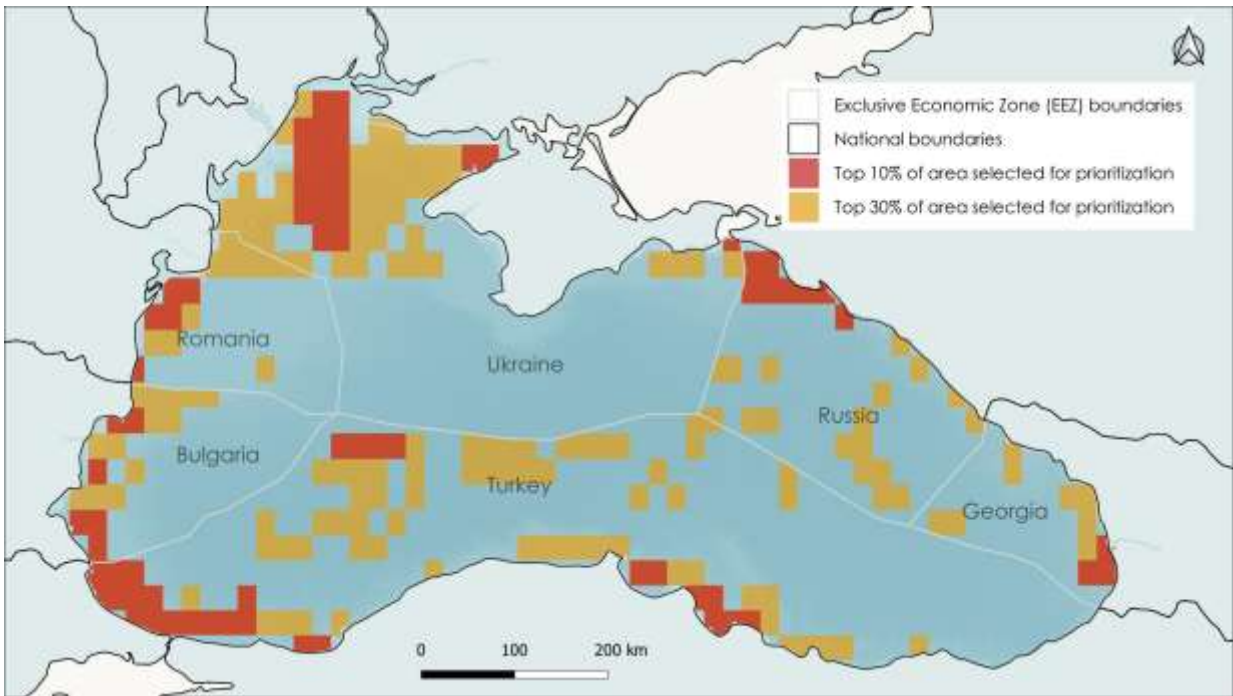 Exclusive Economic Zone (EEZ) boundaries
National boundaries
Top 10% of area selected for prioritization
Top 30% of area selected for prioritization
Romania
Ukraine
Russia
Bulgaria
Turkey
Georgia
0 100 200 km